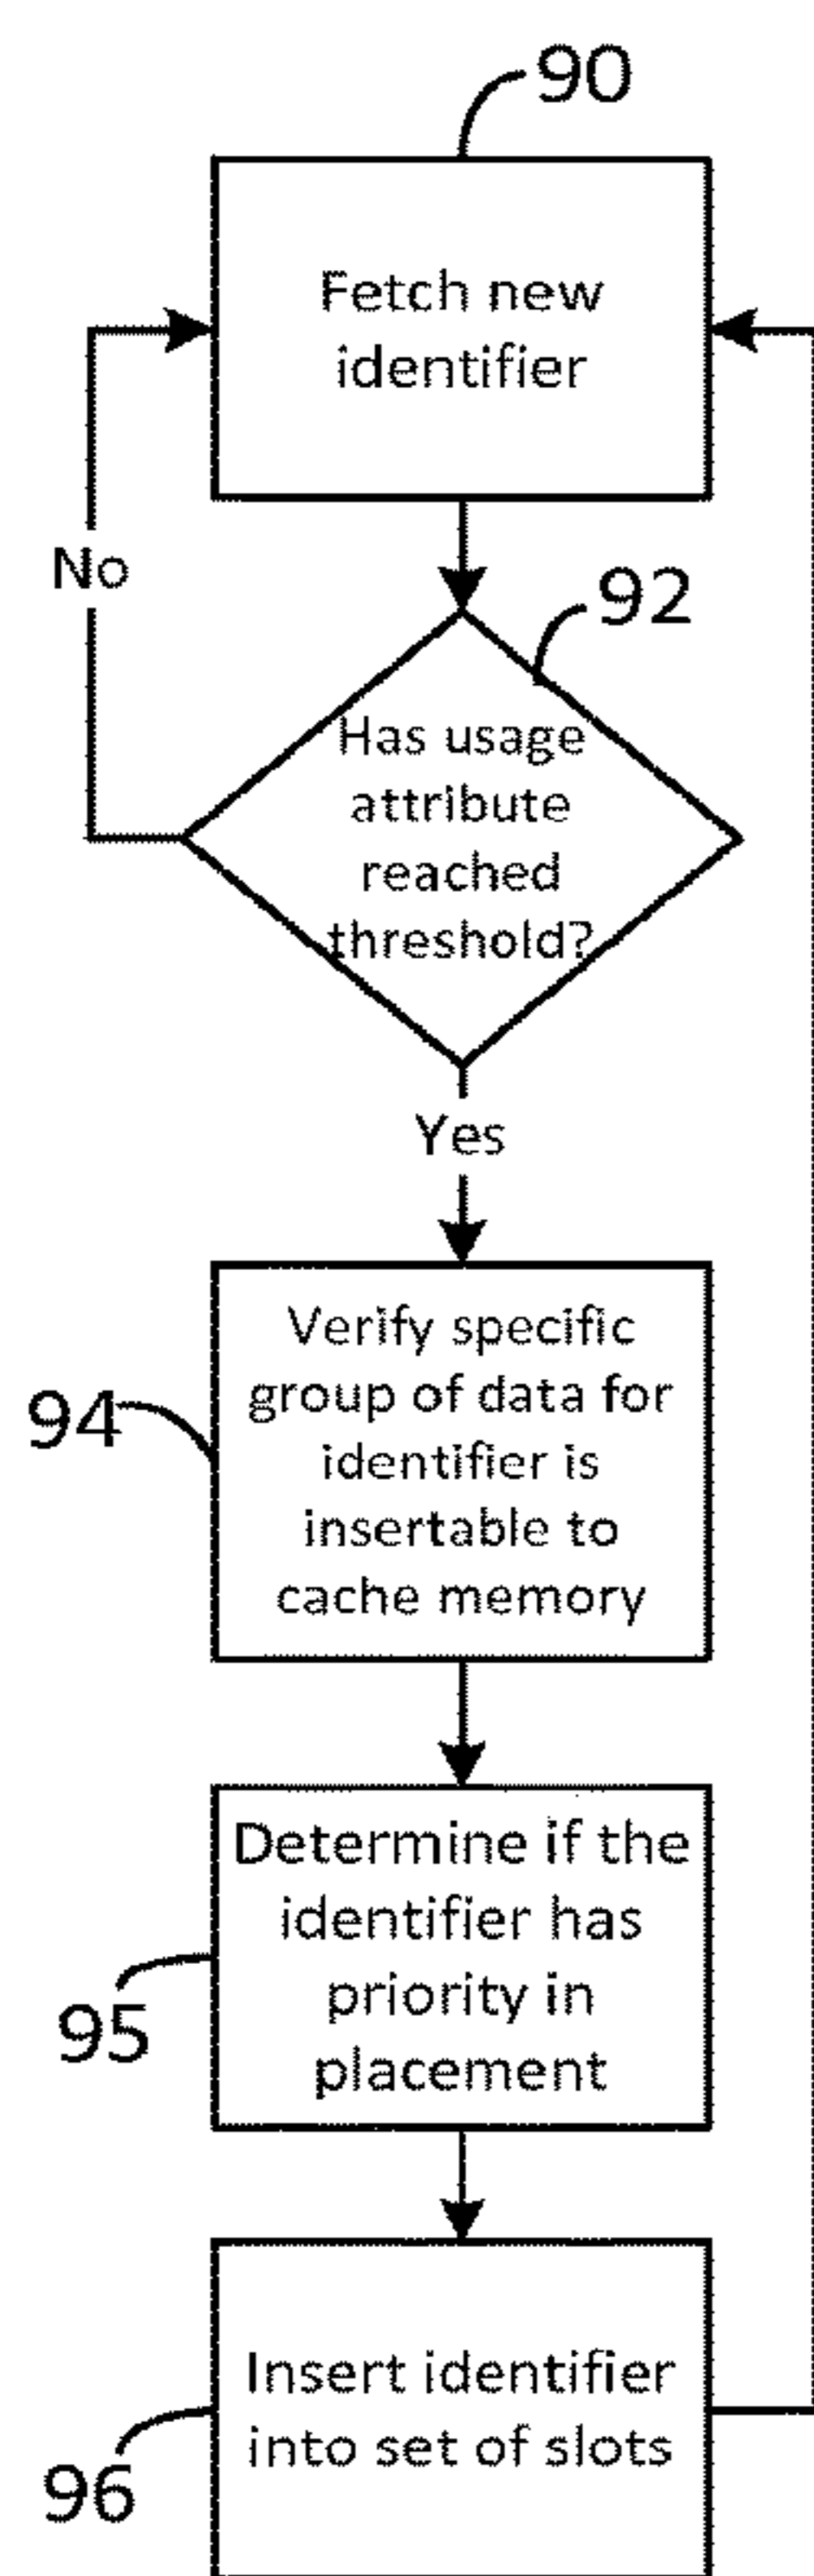 90
Fetch new
identifier
No
92
Has usage
attribute
reached
threshold?
Yes
94
Verify specific
group of data for
identifier is
insertable to
cache memory
Determine if the
identifier has
priority in
placement
95
Insert identifier
into set of slots
96